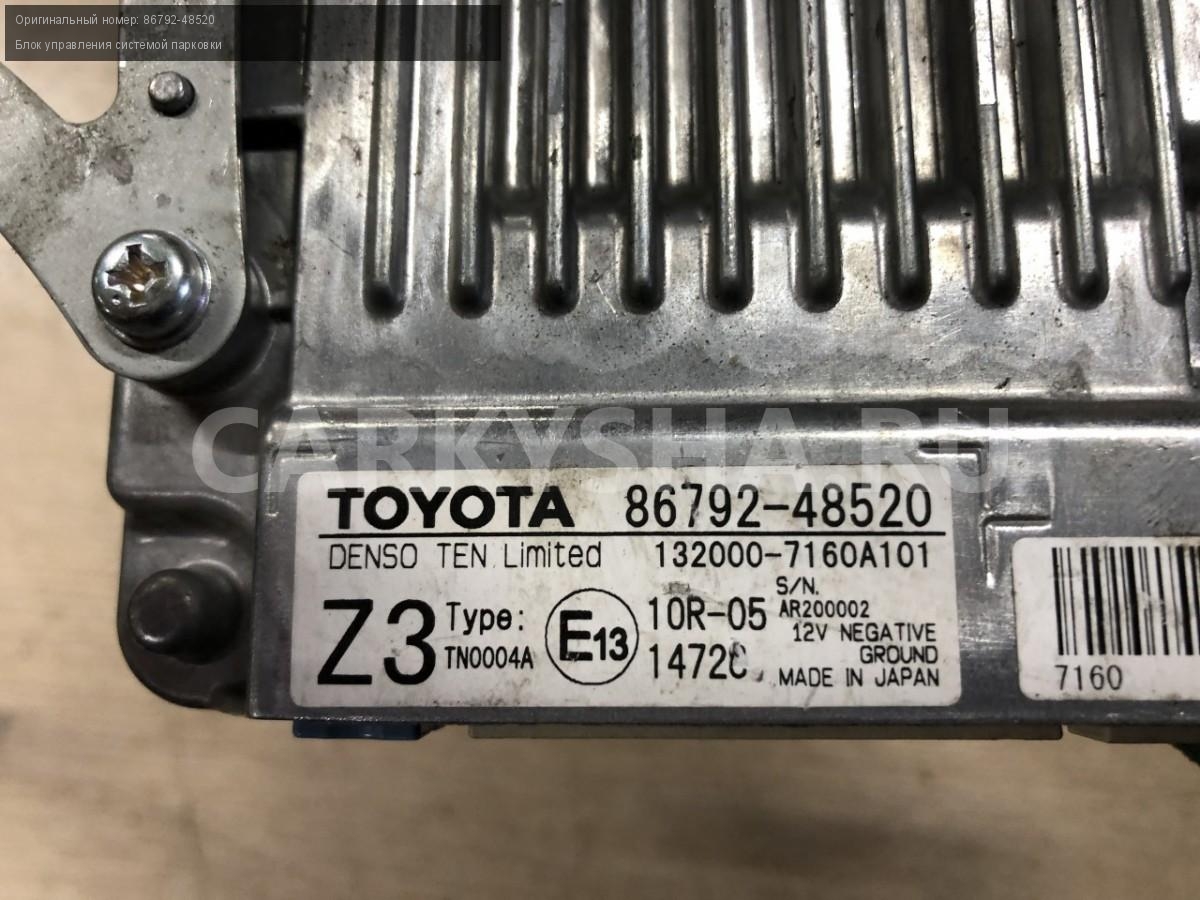 Оригинальный номер: 86792-48520
Блок управления системой парковки
CARKYSHA.RU
TOYOTA 86792-48520
DENSO TEN Limited 132000-7160A101
Z3 Type: TN0004A E13 10R-05 S/N. AR200002
12V NEGATIVE
GROUND
MADE IN JAPAN
7160